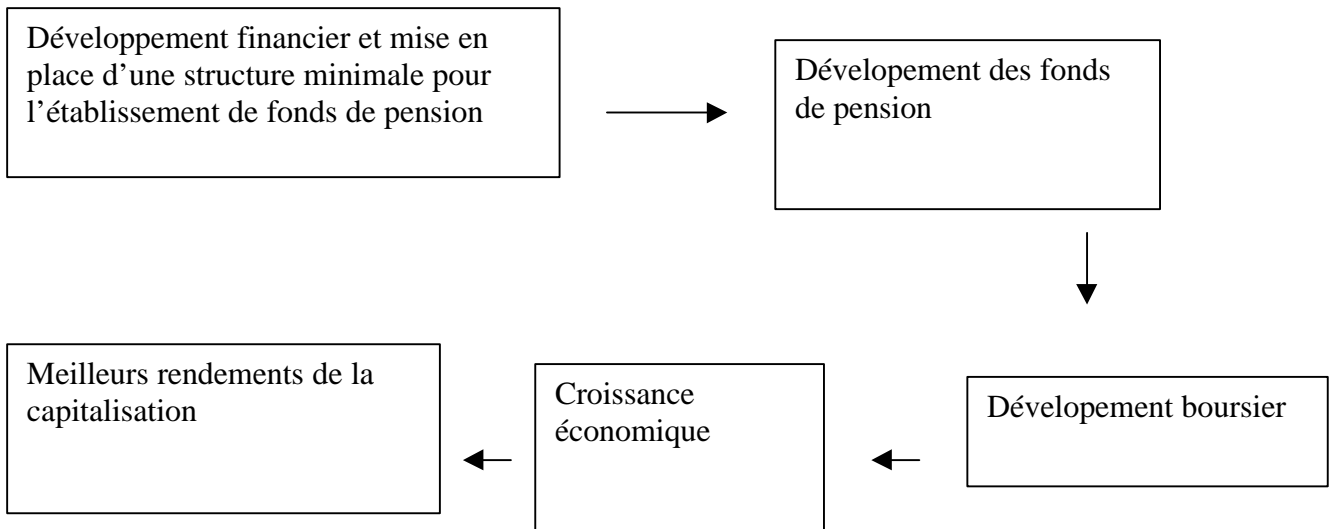 Développement financier et mise en
place d’une structure minimale pour
l’établissement de fonds de pension
Dévelopement des fonds
de pension
Dévelopement boursier
Croissance
économique
Meilleurs rendements de la
capitalisation